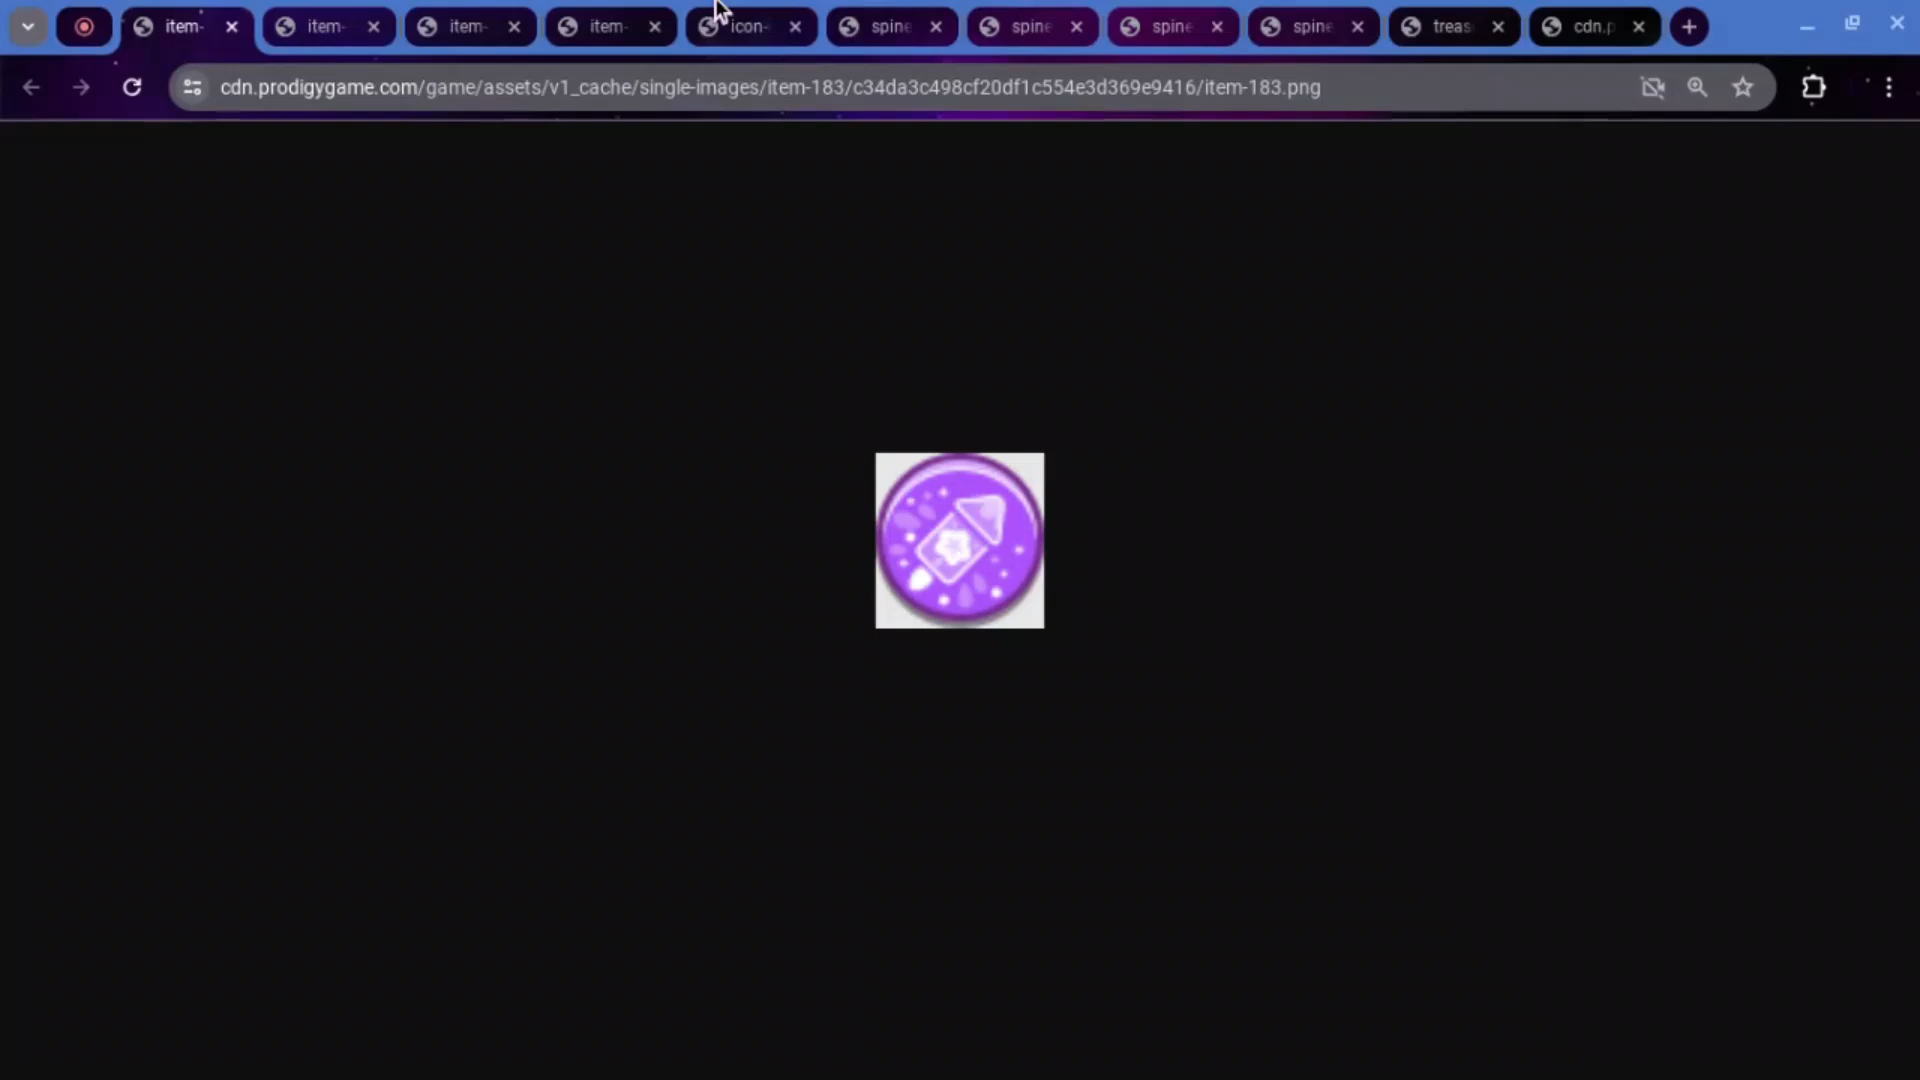 item-
item-
item-
item-
icon-
spine
spine
spine
spine
treas
cdn.p
cdn.prodigygame.com/game/assets/v1_cache/single-images/item-183/c34da3c498cf20df1c554e3d369e9416/item-183.png